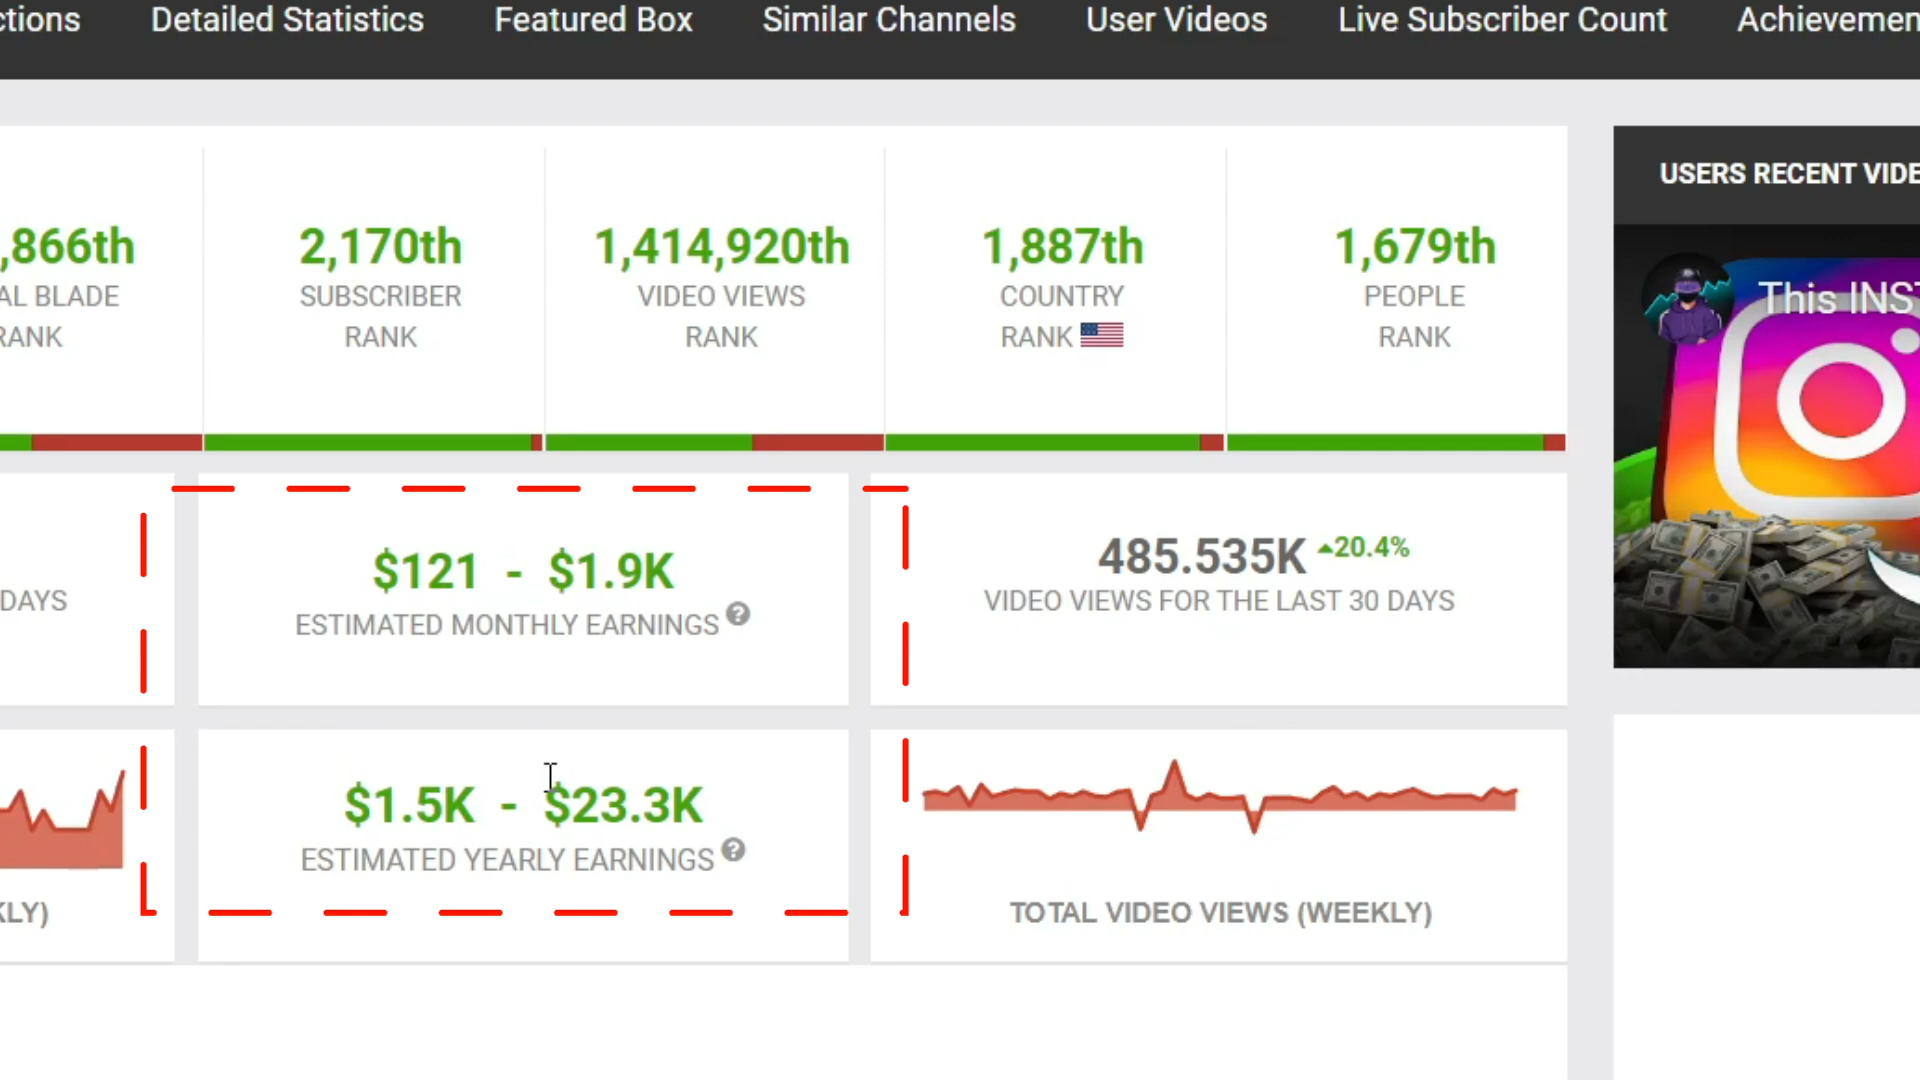 ctions Detailed Statistics Featured Box Similar Channels User Videos Live Subscriber Count Achievemen
USERS RECENT VIDE
This INST
,866th
AL BLADE
RANK
2,170th
SUBSCRIBER
RANK
1,414,920th
VIDEO VIEWS
RANK
1,887th
COUNTRY
RANK
1,679th
PEOPLE
RANK
DAYS
$121 - $1.9K
ESTIMATED MONTHLY EARNINGS ?
485.535K 20.4%
VIDEO VIEWS FOR THE LAST 30 DAYS
KLY)
$1.5K - $23.3K
ESTIMATED YEARLY EARNINGS ?
TOTAL VIDEO VIEWS (WEEKLY)